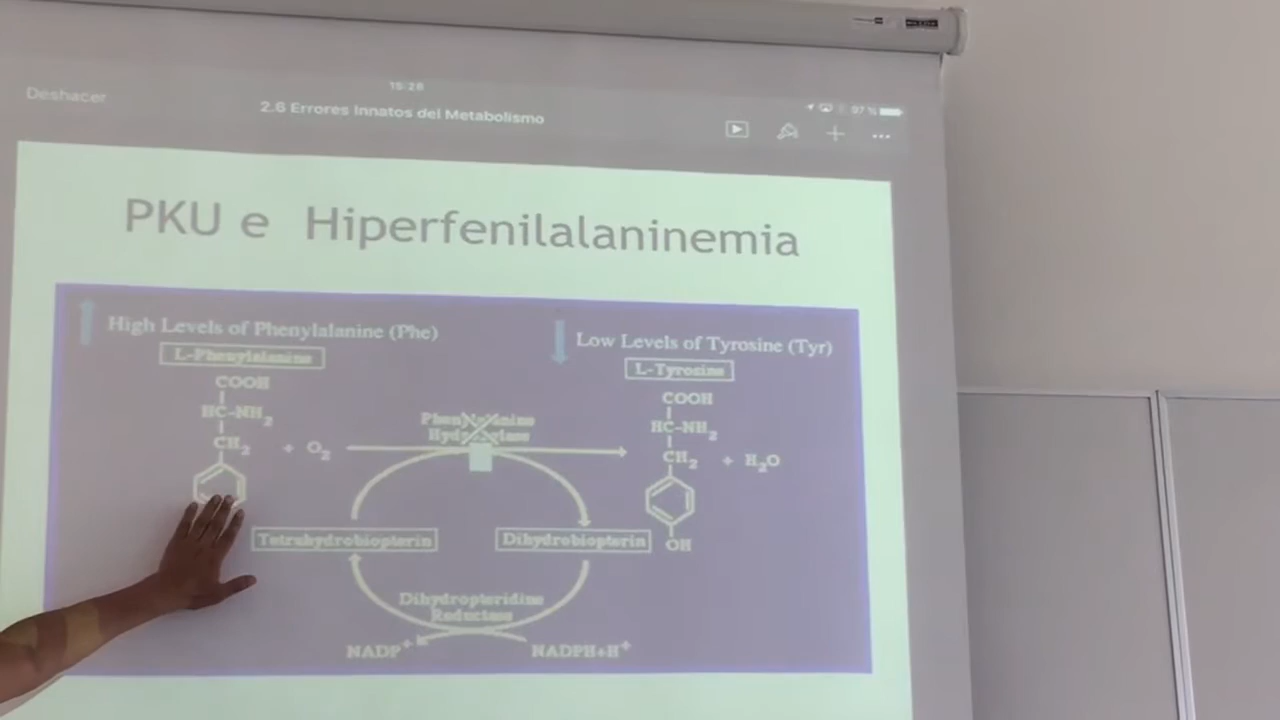 Deshacer
15:28
2.6 Errores Innatos del Metabolismo
97 %
PKU e Hiperfenilalaninemia
High Levels of Phenylalanine (Phe)
Low Levels of Tyrosine (Tyr)
L-Phenylalanine
L-Tyrosine
COOH
HC-NH2
CH2
+ O2
Phenylalanine
Hydroxylase
COOH
HC-NH2
CH2
+ H2O
OH
Tetrahydrobiopterin
Dihydrobiopterin
Dihydropteridine
Reductase
NADP+
NADPH+H+